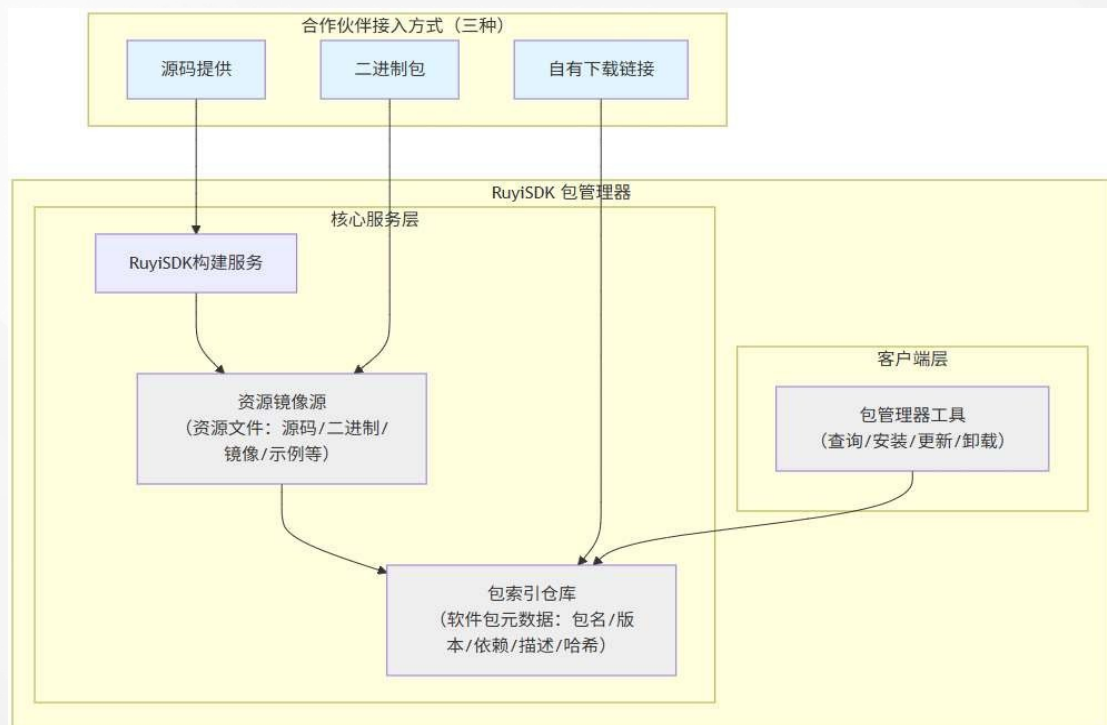 合作伙伴接入方式（三种）
源码提供
二进制包
自有下载链接
RuyiSDK 包管理器
核心服务层
RuyiSDK构建服务
资源镜像源
（资源文件：源码/二进制/
镜像/示例等）
客户端层
包管理器工具
（查询/安装/更新/卸载）
包索引仓库
（软件包元数据：包名/版
本/依赖/描述/哈希）